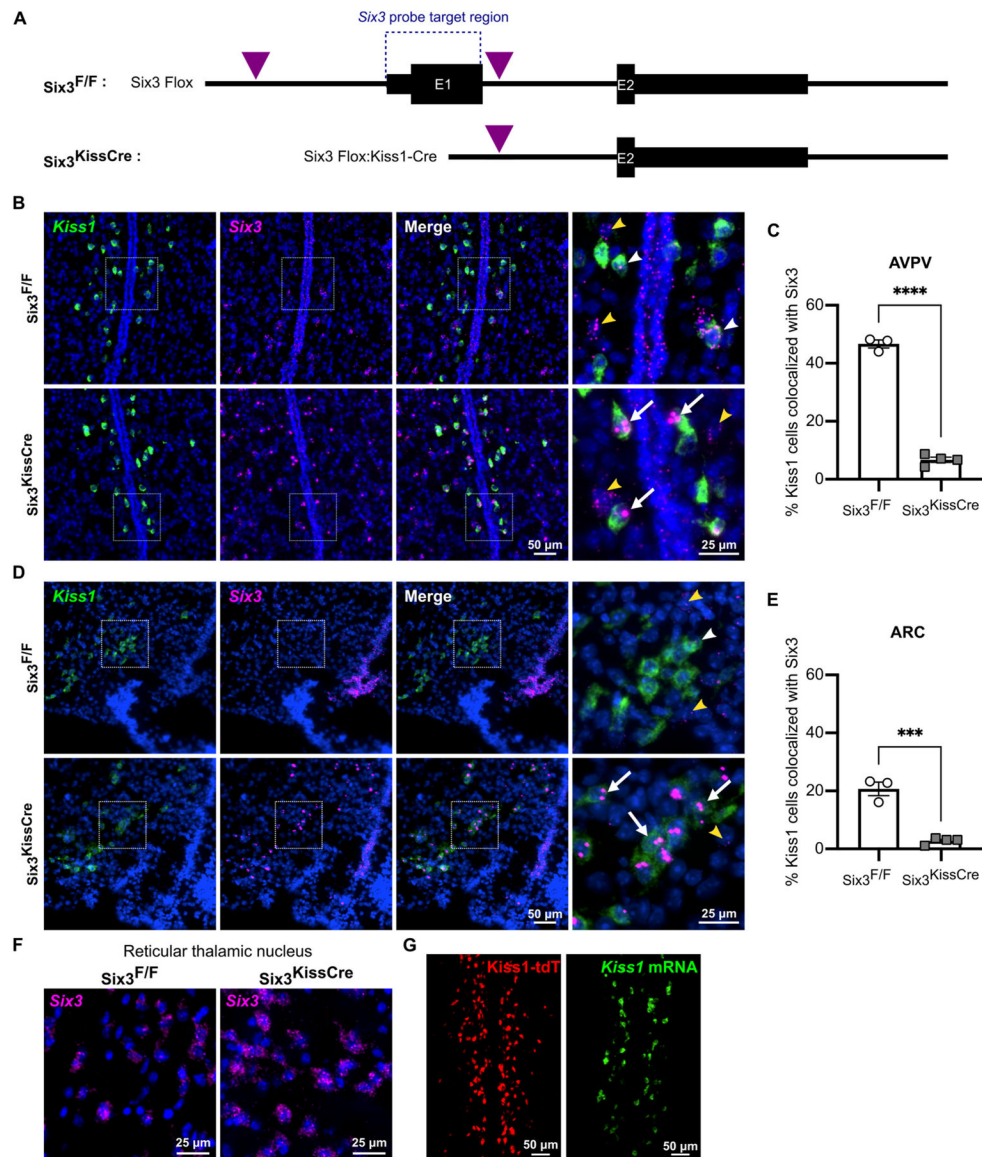 A
Six3 probe target region
Six3F/F : Six3 Flox
E1
E2
Six3KissCre : Six3 Flox:Kiss1-Cre
E2
B
Kiss1
Six3
Merge
Six3F/F
Six3KissCre
50 µm
25 µm
C
AVPV
****
% Kiss1 cells colocalized with Six3
60
40
20
0
Six3F/F
Six3KissCre
D
Kiss1
Six3
Merge
Six3F/F
Six3KissCre
50 µm
25 µm
E
ARC
***
% Kiss1 cells colocalized with Six3
60
40
20
0
Six3F/F
Six3KissCre
F
Reticular thalamic nucleus
Six3F/F
Six3KissCre
Six3
Six3
25 µm
25 µm
G
Kiss1-tdT
Kiss1 mRNA
50 µm
50 µm